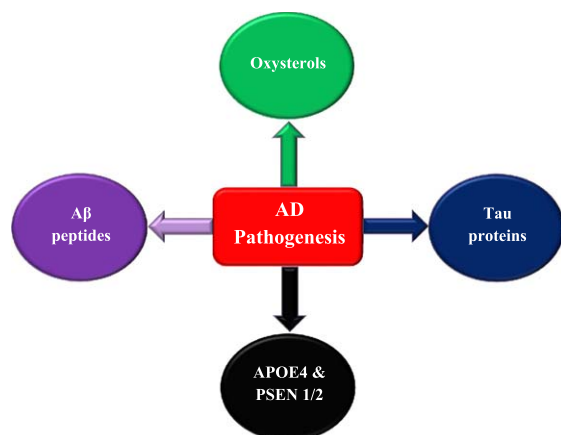 Oxysterols
Aβ
peptides
AD
Pathogenesis
Tau
proteins
APOE4 &
PSEN 1/2